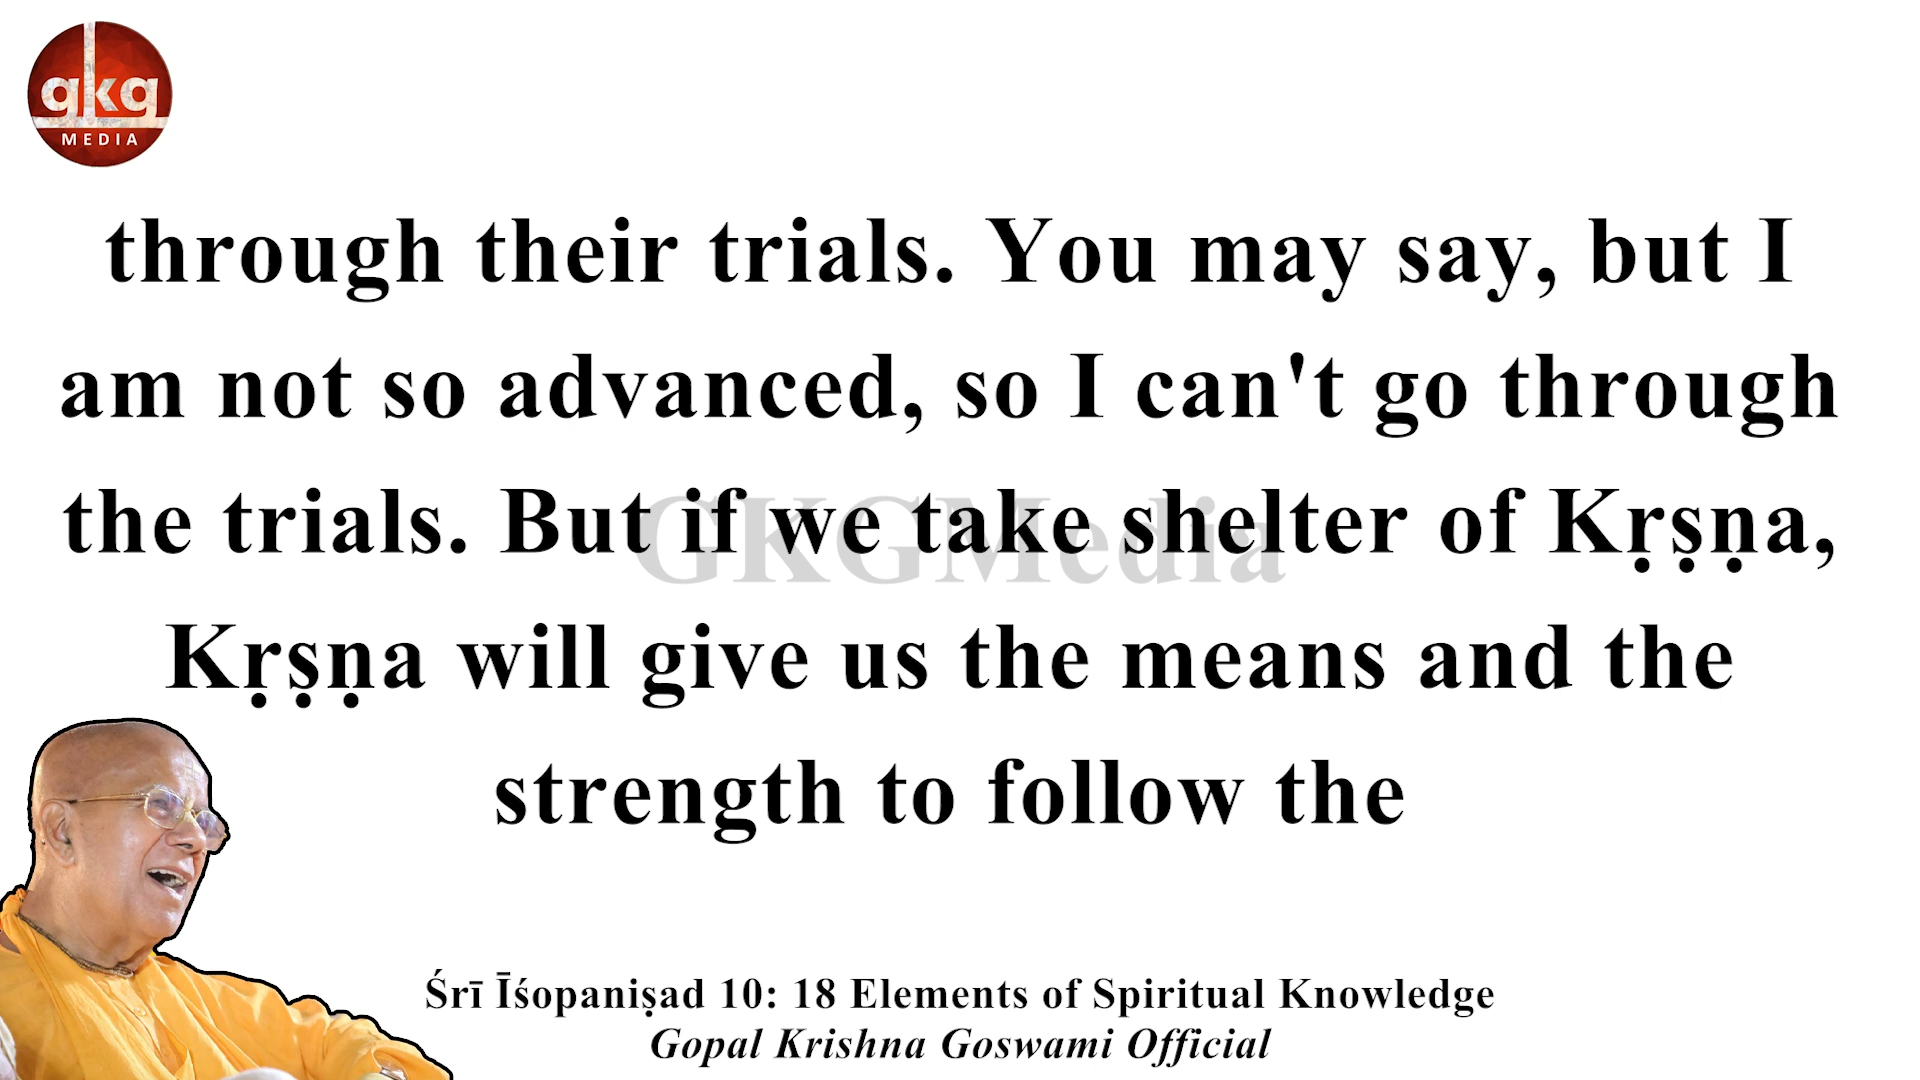 gkg
MEDIA
through their trials. You may say, but I
am not so advanced, so I can't go through
the trials. But if we take shelter of Kṛṣṇa,
Kṛṣṇa will give us the means and the
strength to follow the
GKGMedia
Śrī Īśopaniṣad 10: 18 Elements of Spiritual Knowledge
Gopal Krishna Goswami Official